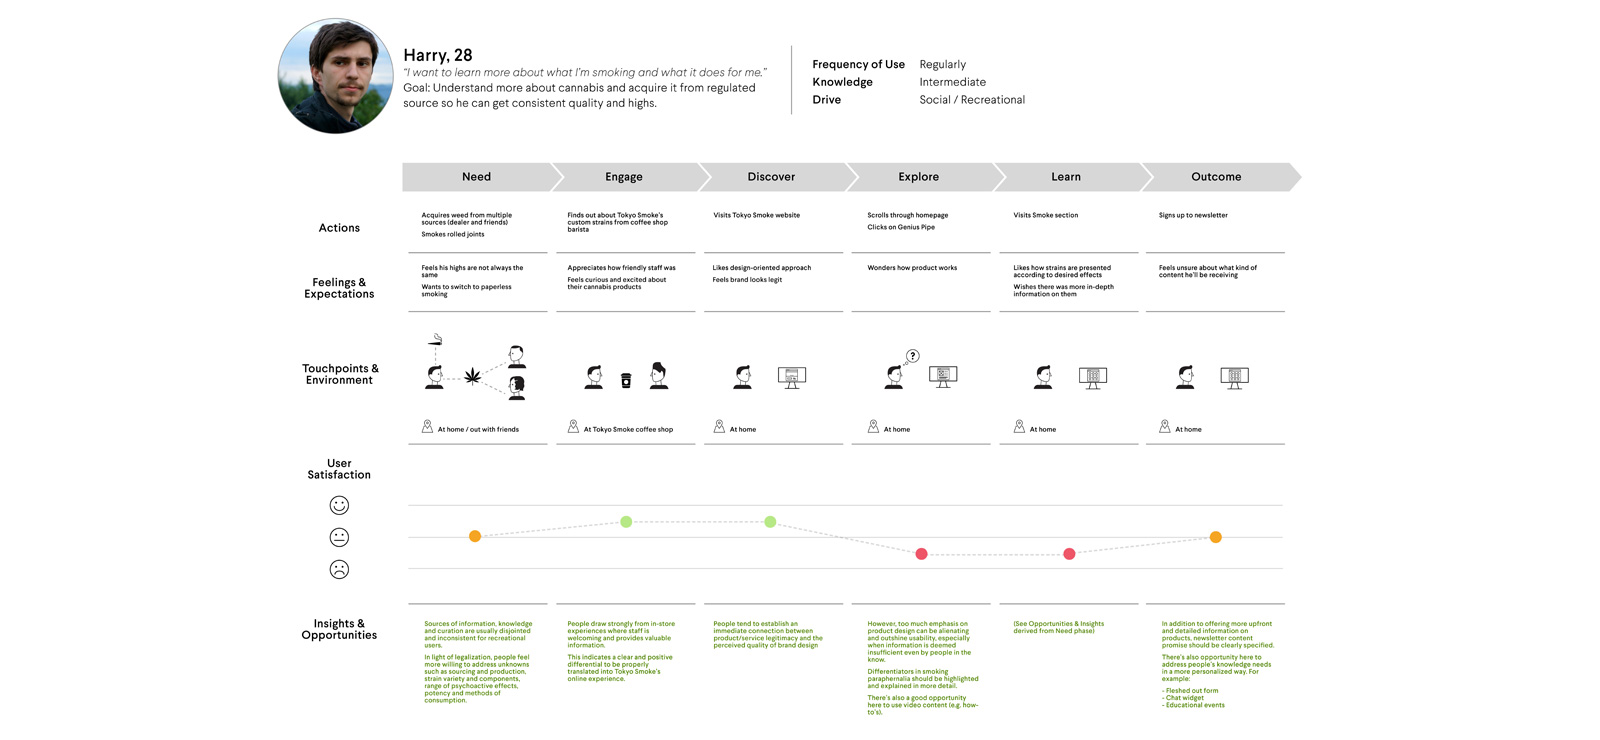 Harry, 28
“I want to learn more about what I’m smoking and what it does for me.”
Goal: Understand more about cannabis and acquire it from regulated
source so he can get consistent quality and highs.
Frequency of Use Regularly
Knowledge Intermediate
Drive Social / Recreational
Need
Engage
Discover
Explore
Learn
Outcome
Actions
Acquires weed from multiple
sources (dealer and friends)
Smokes rolled joints
Finds out about Tokyo Smoke’s
custom strains from coffee shop
barista
Visits Tokyo Smoke website
Scrolls through homepage
Clicks on Genius Pipe
Visits Smoke section
Signs up to newsletter
Feelings &
Expectations
Feels his highs are not always the
same
Wants to switch to paperless
smoking
Appreciates how friendly staff was
Feels curious and excited about
their cannabis products
Likes design-oriented approach
Feels brand looks legit
Wonders how product works
Likes how strains are presented
according to desired effects
Wishes there was more in-depth
information on them
Feels unsure about what kind of
content he’ll be receiving
Touchpoints &
Environment
?
At home / out with friends
At Tokyo Smoke coffee shop
At home
At home
At home
At home
User
Satisfaction
Insights &
Opportunities
Sources of information, knowledge
and curation are usually disjointed
and inconsistent for recreational
users.
In light of legalization, people feel
more willing to address unknowns
such as sourcing and production,
strain variety and components,
range of psychoactive effects,
potency and methods of
consumption.
People draw strongly from in-store
experiences where staff is
welcoming and provides valuable
information.
This indicates a clear and positive
differential to be properly
translated into Tokyo Smoke’s
online experience.
People tend to establish an
immediate connection between
product/service legitimacy and the
perceived quality of brand design
However, too much emphasis on
product design can be alienating
and outshine usability, especially
when information is deemed
insufficient even by people in the
know.
Differentiators in smoking
paraphernalia should be highlighted
and explained in more detail.
There’s also a good opportunity
here to use video content (e.g. how-
to’s).
(See Opportunities & Insights
derived from Need phase)
In addition to offering more upfront
and detailed information on
products, newsletter content
promise should be clearly specified.
There’s also opportunity here to
address people’s knowledge needs
in a more personalized way. For
example:
- Fleshed out form
- Chat widget
- Educational events